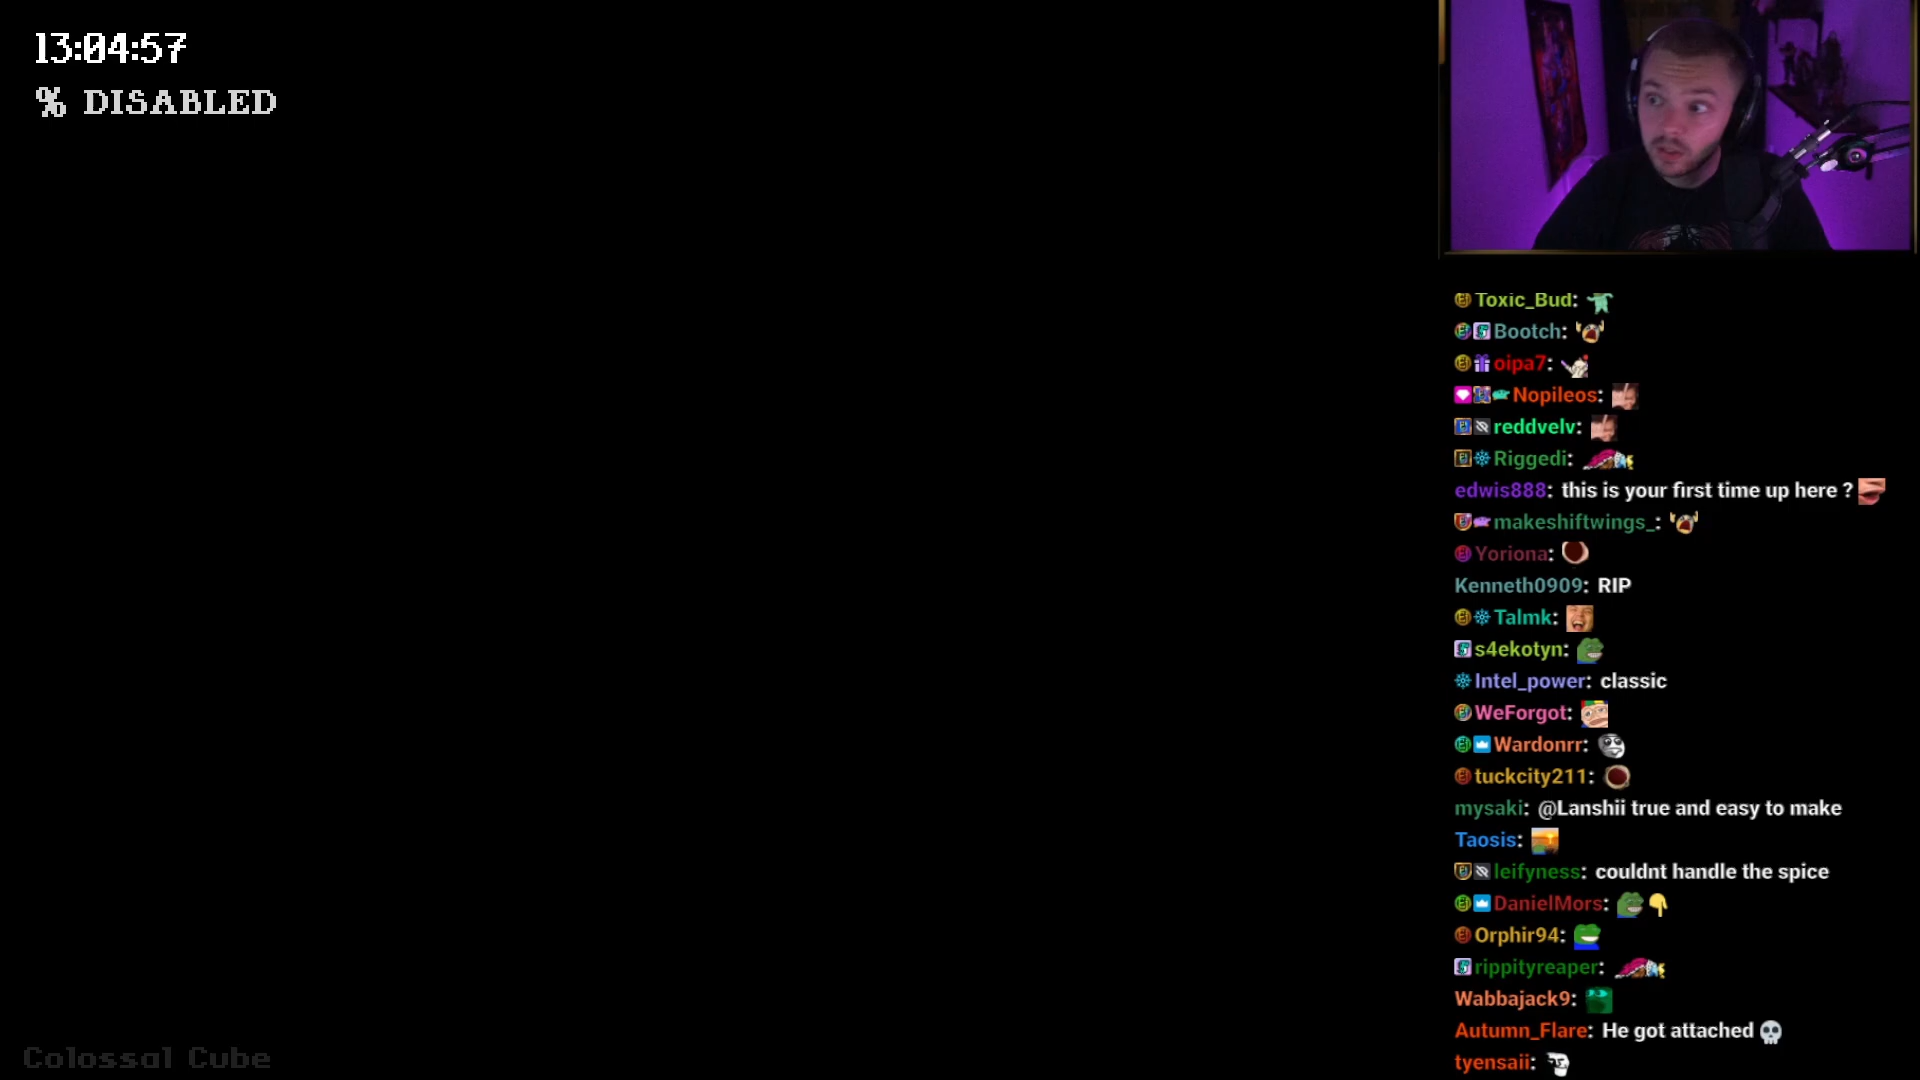 13:04:57
% DISABLED
Toxic_Bud:
Bootch:
oipa7:
Nopileos:
reddvelv:
Riggedi:
edwis888: this is your first time up here ?
makeshiftwings_:
Yoriona:
Kenneth0909: RIP
Talmk:
s4ekotyn:
Intel_power: classic
WeForgot:
Wardonrr:
tuckcity211:
mysaki: @Lanshii true and easy to make
Taosis:
leifyness: couldnt handle the spice
DanielMors:
Orphir94:
rippityreaper:
Wabbajack9:
Autumn_Flare: He got attached
tyensaii:
Colossal Cube